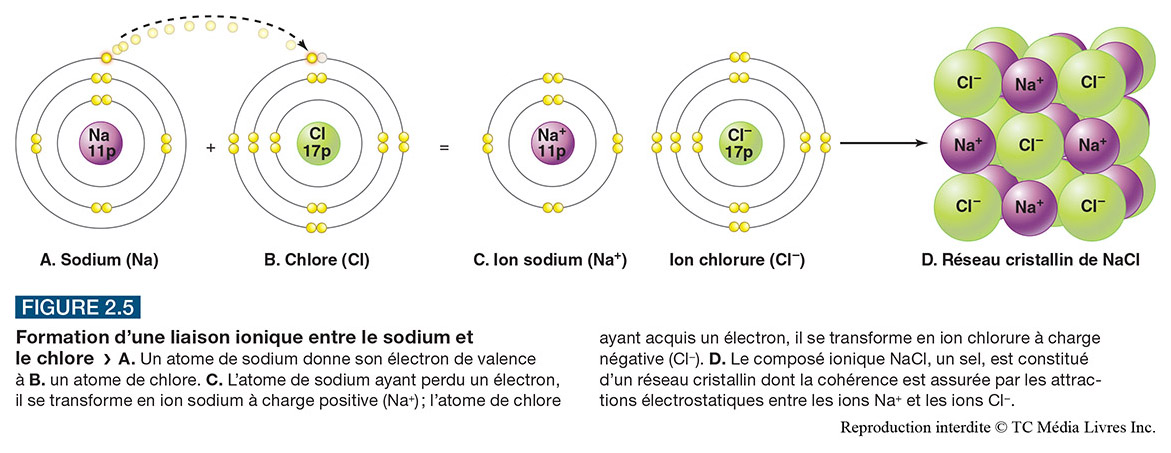 Na
11p
+
Cl
17p
=
Na⁺
11p
Cl⁻
17p
Cl⁻ Na⁺ Cl⁻
Na⁺ Cl⁻ Na⁺
Cl⁻ Na⁺ Cl⁻
A. Sodium (Na)
B. Chlore (Cl)
C. Ion sodium (Na⁺)
Ion chlorure (Cl⁻)
D. Réseau cristallin de NaCl
FIGURE 2.5
Formation d’une liaison ionique entre le sodium et
le chlore › A. Un atome de sodium donne son électron de valence
à B. un atome de chlore. C. L’atome de sodium ayant perdu un électron,
il se transforme en ion sodium à charge positive (Na⁺) ; l’atome de chlore
ayant acquis un électron, il se transforme en ion chlorure à charge
négative (Cl⁻). D. Le composé ionique NaCl, un sel, est constitué
d’un réseau cristallin dont la cohérence est assurée par les attrac-
tions électrostatiques entre les ions Na⁺ et les ions Cl⁻.
Reproduction interdite © TC Média Livres Inc.